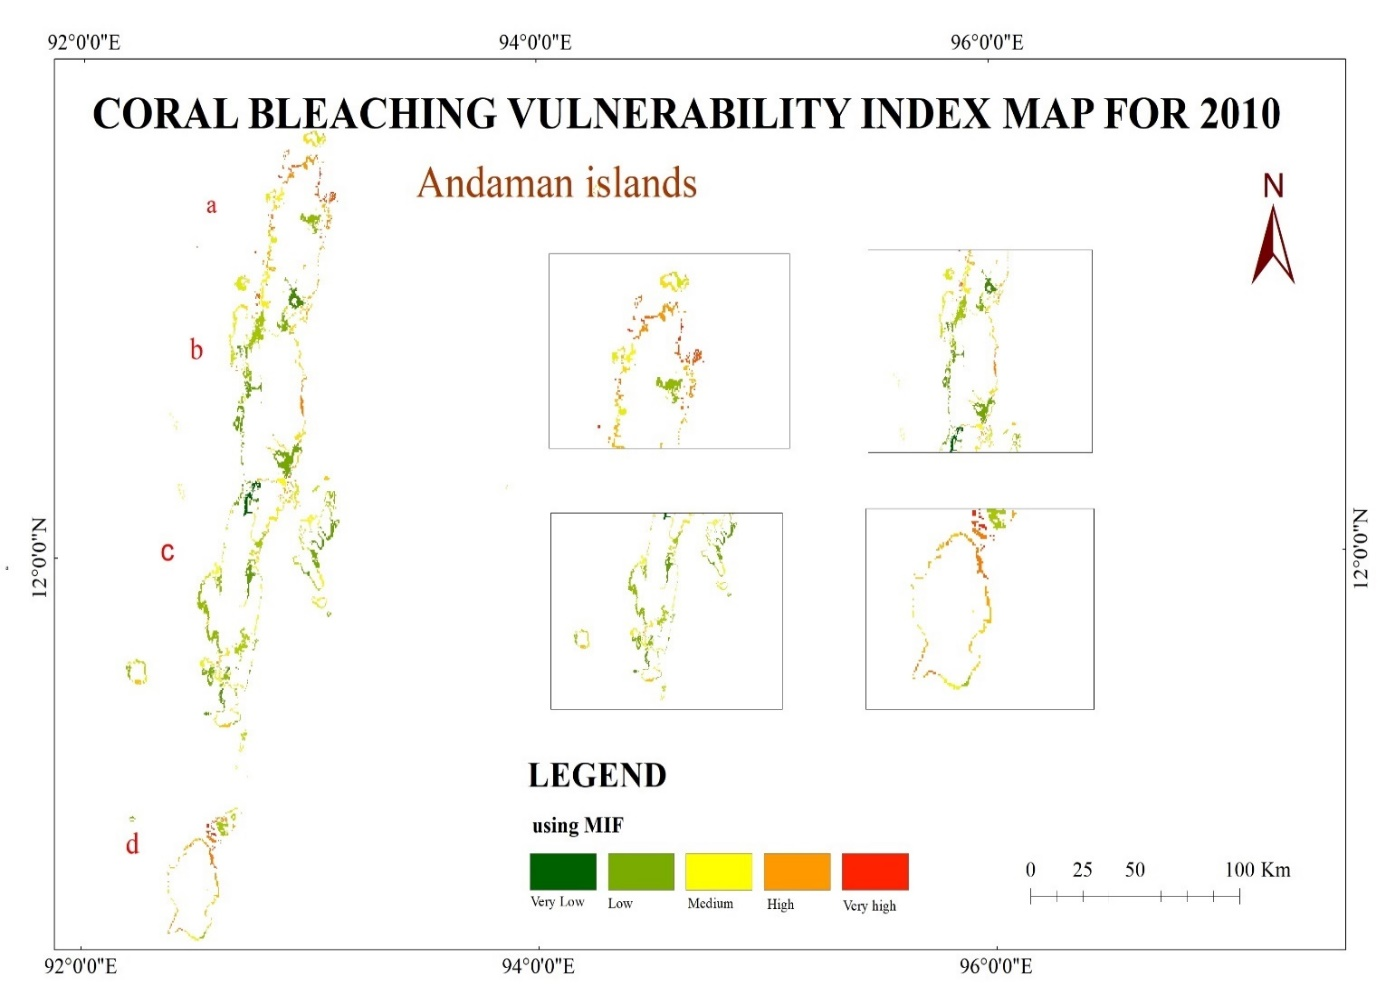 92°0'0"E 94°0'0"E 96°0'0"E
CORAL BLEACHING VULNERABILITY INDEX MAP FOR 2010
Andaman islands
N
a
b
c
d
12°0'0"N
12°0'0"N
LEGEND
using MIF
Very Low Low Medium High Very high
0 25 50 100 Km
92°0'0"E 94°0'0"E 96°0'0"E